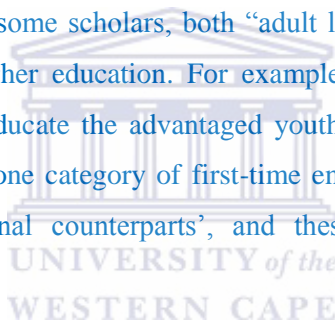 some scholars, both “adult l
her education. For example
ducate the advantaged youth
one category of first-time en
nal counterparts’, and thes
UNIVERSITY of the
WESTERN CAPE